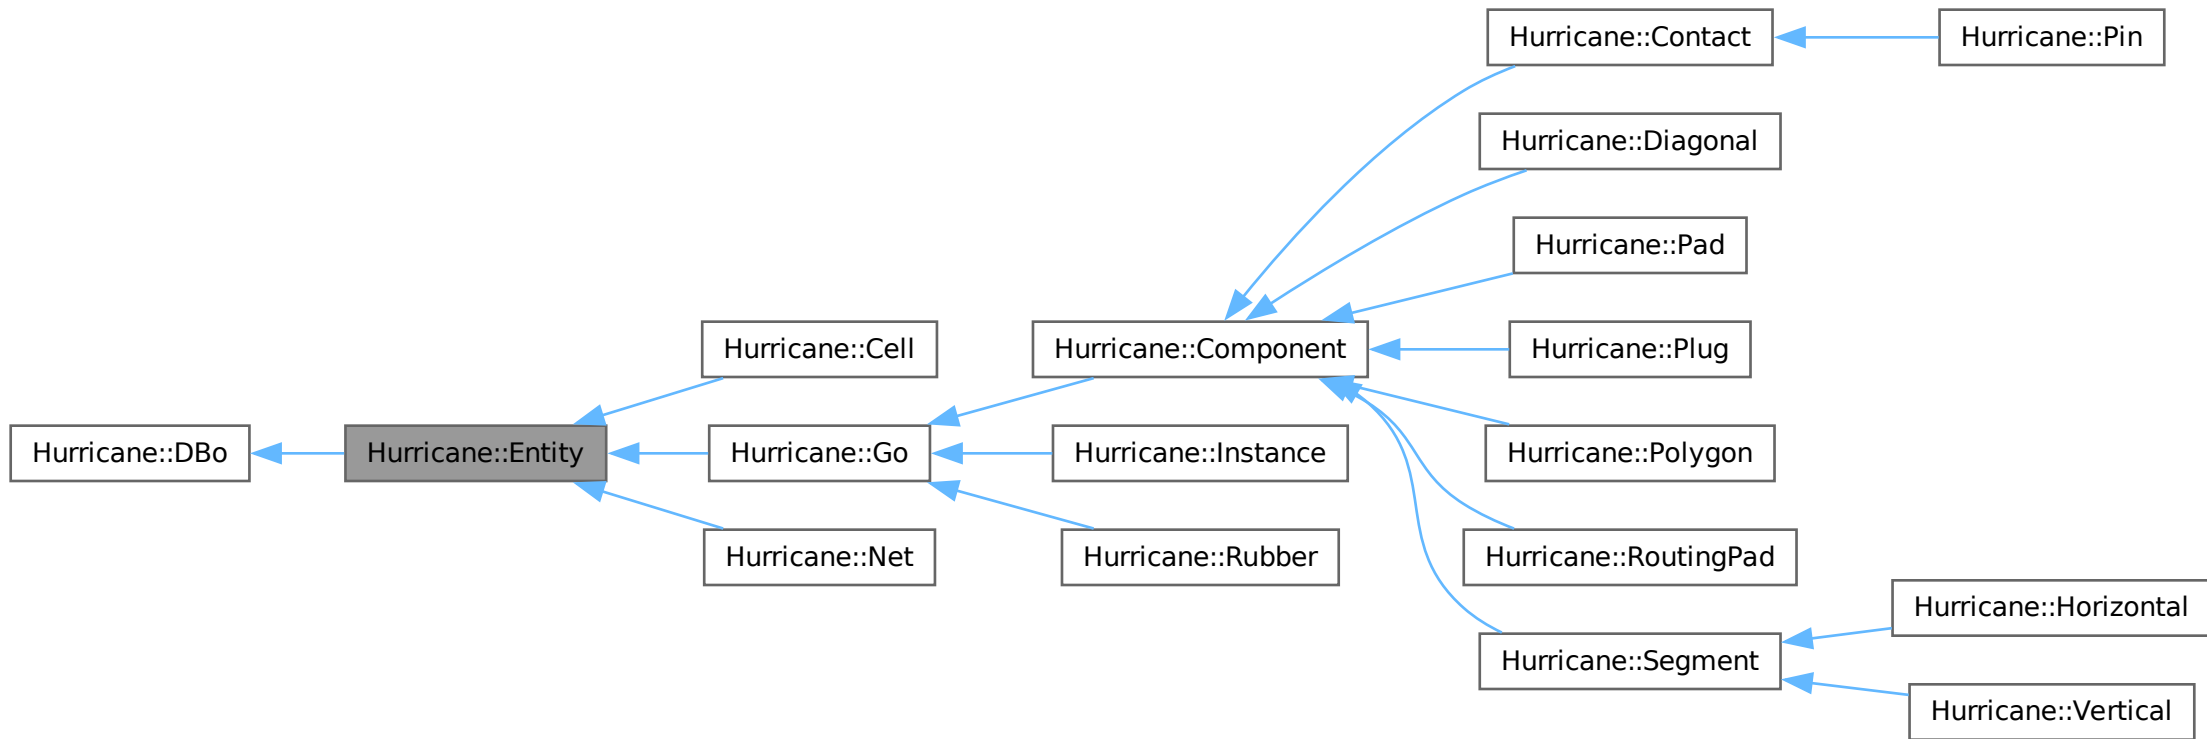 Hurricane::Contact
Hurricane::Pin
Hurricane::Diagonal
Hurricane::Pad
Hurricane::Cell
Hurricane::Component
Hurricane::Plug
Hurricane::DBo
Hurricane::Entity
Hurricane::Go
Hurricane::Instance
Hurricane::Polygon
Hurricane::Net
Hurricane::Rubber
Hurricane::RoutingPad
Hurricane::Horizontal
Hurricane::Segment
Hurricane::Vertical